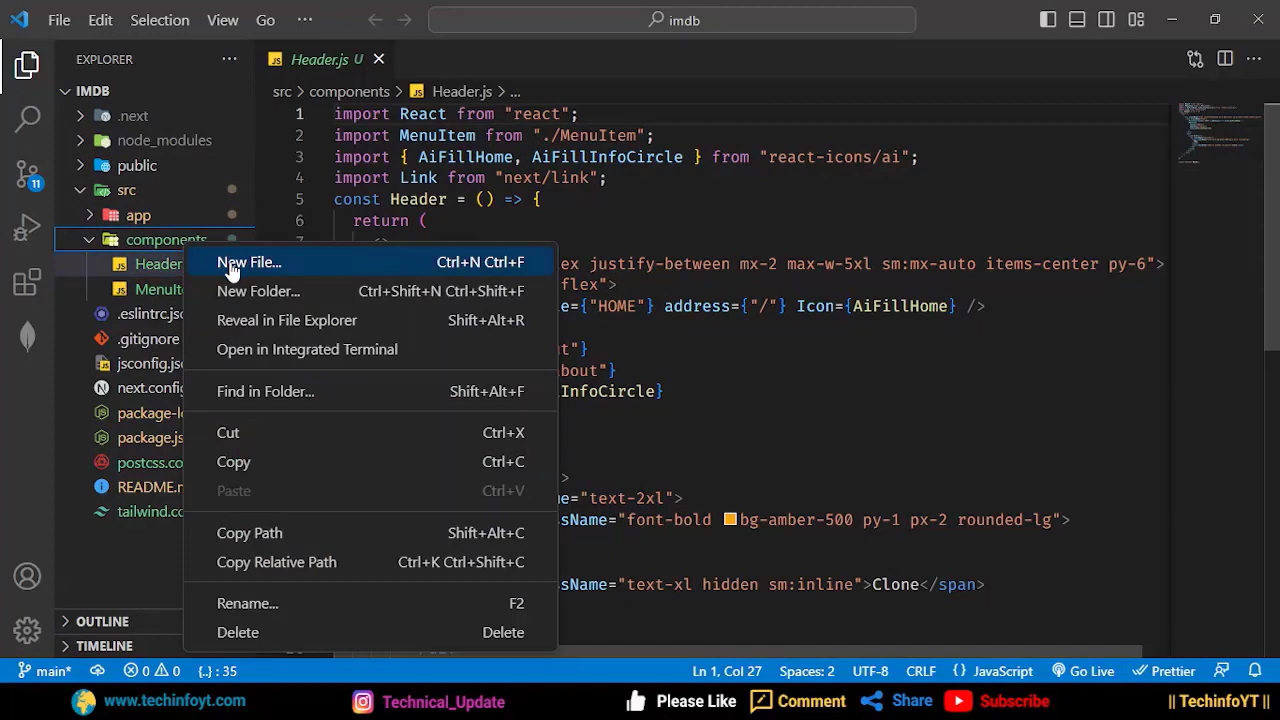 File Edit Selection View Go ··· imdb
EXPLORER ···
Header.js U
IMDB
src > components > Header.js > ...
.next
node_modules
public
src
app
components
Header
MenuIte
.eslintrc.js
.gitignore
jsconfig.js
next.config
package-l
package.js
postcss.co
README.m
tailwind.co
OUTLINE
TIMELINE
1 import React from "react";
2 import MenuItem from "./MenuItem";
3 import { AiFillHome, AiFillInfoCircle } from "react-icons/ai";
4 import Link from "next/link";
5 const Header = () => {
6 return (
7 <>
ex justify-between mx-2 max-w-5xl sm:mx-auto items-center py-6">
flex">
e={"HOME"} address={"/"} Icon={AiFillHome} />
ut"}
bout"}
InfoCircle}
>
me="text-2xl">
sName="font-bold bg-amber-500 py-1 px-2 rounded-lg">
sName="text-xl hidden sm:inline">Clone</span>
New File... Ctrl+N Ctrl+F
New Folder... Ctrl+Shift+N Ctrl+Shift+F
Reveal in File Explorer Shift+Alt+R
Open in Integrated Terminal
Find in Folder... Shift+Alt+F
Cut Ctrl+X
Copy Ctrl+C
Paste Ctrl+V
Copy Path Shift+Alt+C
Copy Relative Path Ctrl+K Ctrl+Shift+C
Rename... F2
Delete Delete
11
main* 0 0 {..} : 35 Ln 1, Col 27 Spaces: 2 UTF-8 CRLF {} JavaScript Go Live Prettier
www.techinfoyt.com Technical_Update Please Like Comment Share Subscribe || TechinfoYT ||